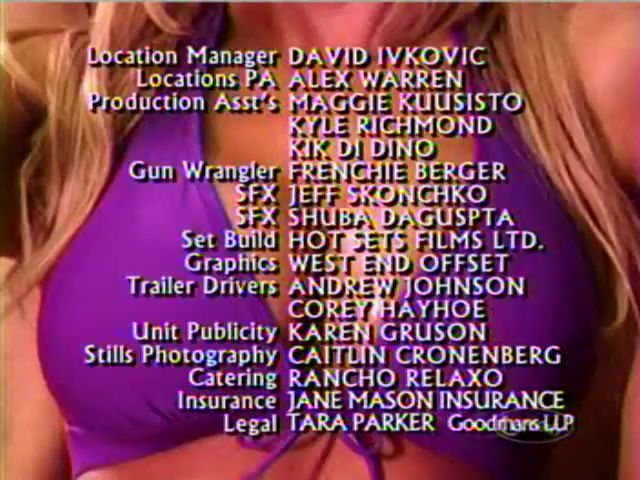 Location Manager DAVID IVKOVIC
Locations PA ALEX WARREN
Production Asst's MAGGIE KUUSISTO
KYLE RICHMOND
KIK DI DINO
Gun Wrangler FRENCHIE BERGER
SFX JEFF SKONCHKO
SFX SHUBA DAGUSPTA
Set Build HOT SETS FILMS LTD.
Graphics WEST END OFFSET
Trailer Drivers ANDREW JOHNSON
COREY HAYHOE
Unit Publicity KAREN GRUSON
Stills Photography CAITLIN CRONENBERG
Catering RANCHO RELAXO
Insurance JANE MASON INSURANCE
Legal TARA PARKER Goodmans LLP